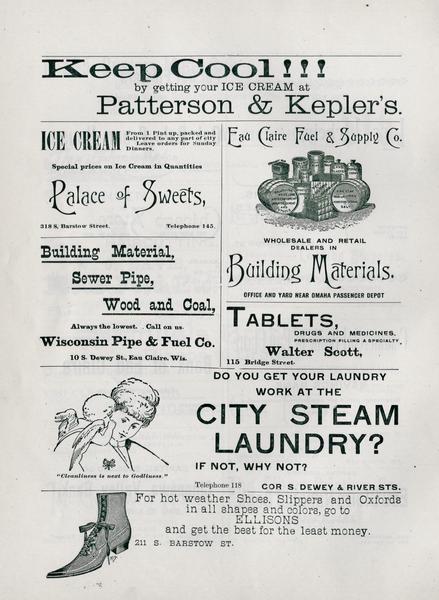 Keep Cool!!!
by getting your ICE CREAM at
Patterson & Kepler's.
ICE CREAM
From 1 Pint up, packed and
delivered to any part of city
Leave orders for Sunday
Dinners.
Special prices on Ice Cream in Quantities
Palace of Sweets,
318 S, Barstow Street. Telephone 145.
Building Material,
Sewer Pipe,
Wood and Coal,
Always the lowest. Call on us.
Wisconsin Pipe & Fuel Co.
10 S. Dewey St., Eau Claire, Wis.
Eau Claire Fuel & Supply Co.
WHOLESALE AND RETAIL
DEALERS IN
Building Materials.
OFFICE AND YARD NEAR OMAHA PASSENGER DEPOT
TABLETS,
DRUGS AND MEDICINES,
PRESCRIPTION FILLING A SPECIALTY,
Walter Scott,
115 Bridge Street.
DO YOU GET YOUR LAUNDRY
WORK AT THE
CITY STEAM
LAUNDRY?
IF NOT, WHY NOT?
"Cleanliness is next to Godliness."
Telephone 118 COR S. DEWEY & RIVER STS.
For hot weather Shoes, Slippers and Oxfords
in all shapes and colors, go to
ELLISONS
and get the best for the least money.
211 S. BARSTOW ST.